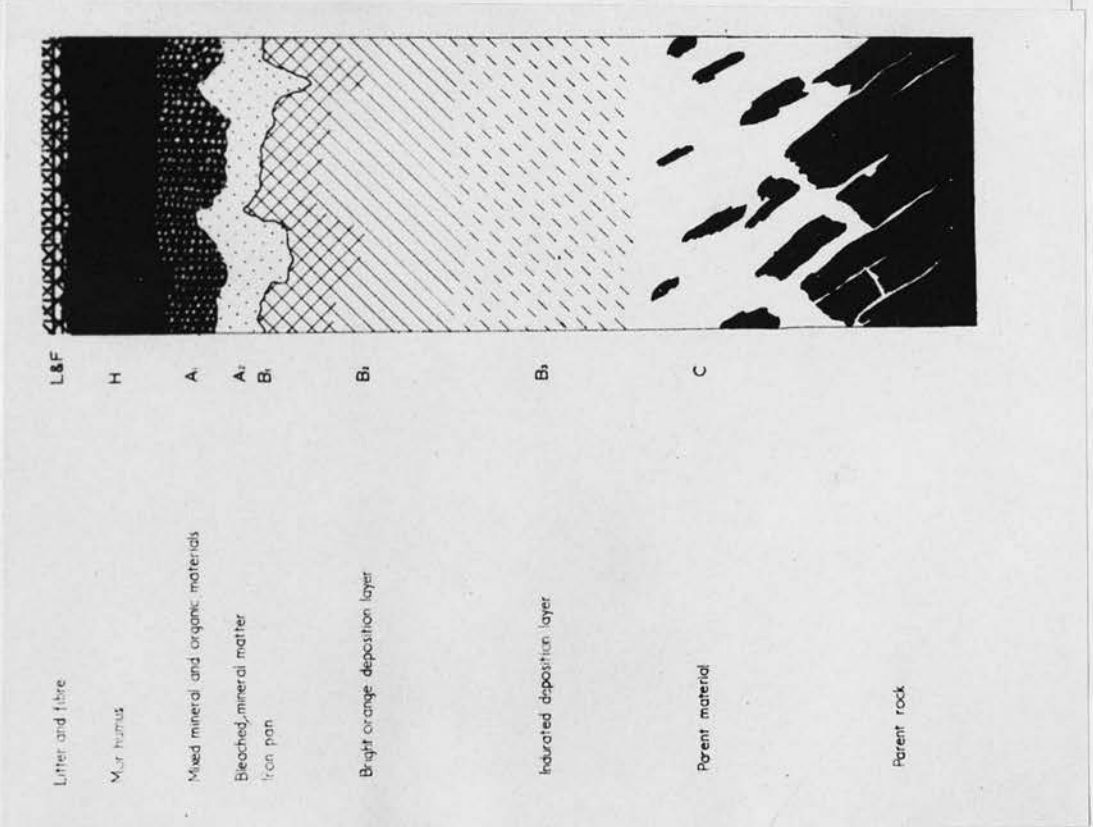 Litter and fibre L&F
Mor humus H
Mixed mineral and organic materials A₁
Bleached, mineral matter A₂
Iron pan B₁
Bright orange deposition layer B₂
Indurated deposition layer B₃
Parent material C
Parent rock